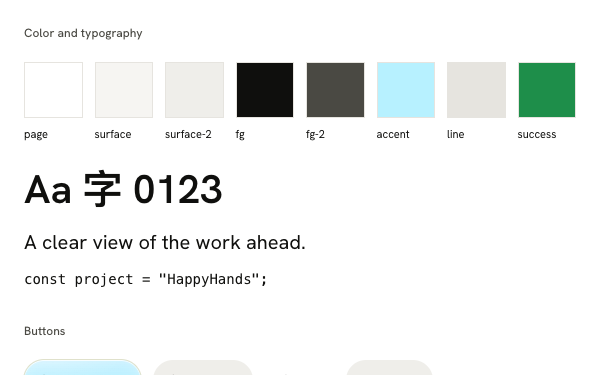 Color and typography
page surface surface-2 fg fg-2 accent line success
Aa 字 0123
A clear view of the work ahead.
const project = "HappyHands";
Buttons